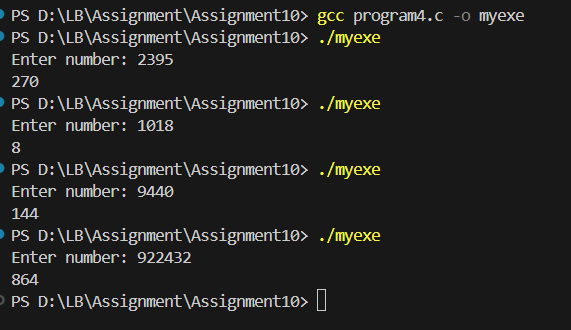 PS D:\LB\Assignment\Assignment10> gcc program4.c -o myexe
PS D:\LB\Assignment\Assignment10> ./myexe
Enter number: 2395
270
PS D:\LB\Assignment\Assignment10> ./myexe
Enter number: 1018
8
PS D:\LB\Assignment\Assignment10> ./myexe
Enter number: 9440
144
PS D:\LB\Assignment\Assignment10> ./myexe
Enter number: 922432
864
PS D:\LB\Assignment\Assignment10>